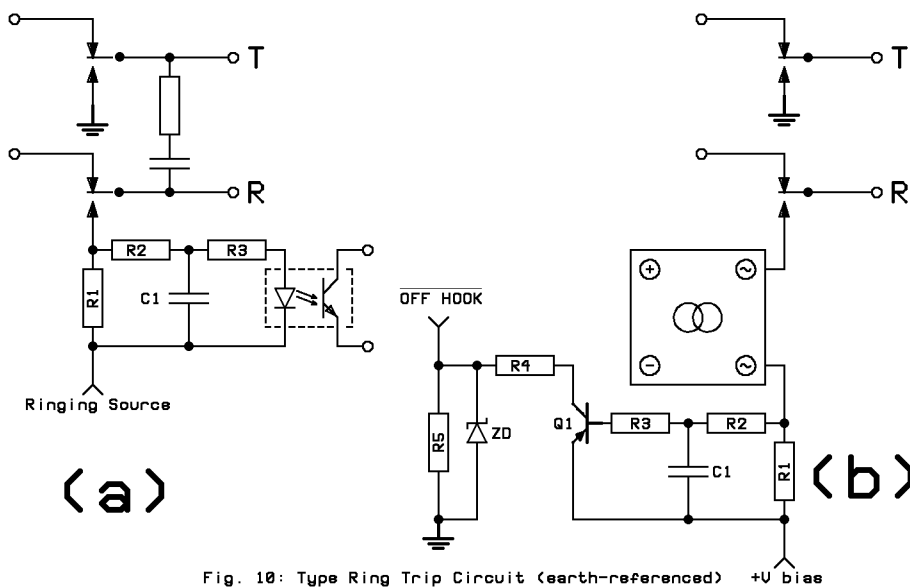 T
T
R
R
R2
R3
R1
C1
OFF HOOK
+
~
-
~
Ringing Source
R4
Q1
R3
R2
R5
ZD
C1
R1
(a)
(b)
Fig. 10: Type Ring Trip Circuit (earth-referenced)
+V bias